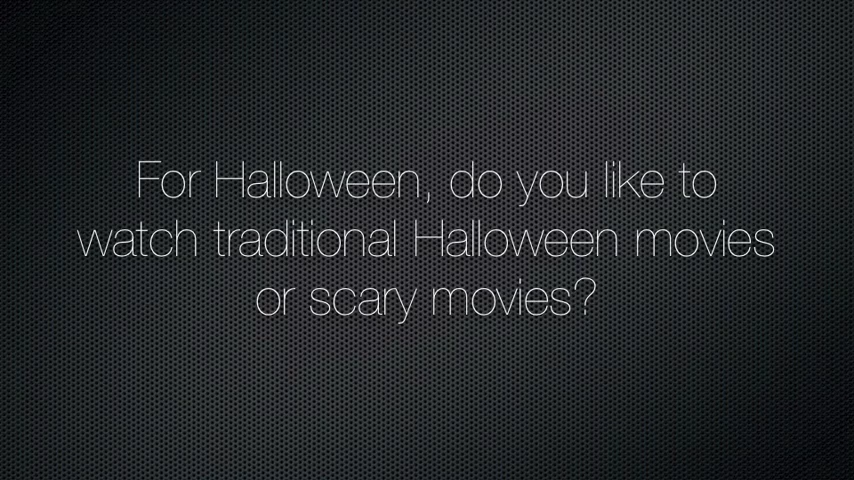 For Halloween, do you like to
watch traditional Halloween movies
or scary movies?